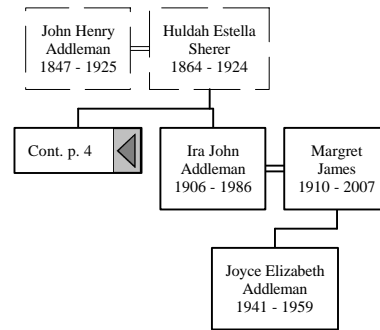 John Henry
Addleman
1847 - 1925
Huldah Estella
Sherer
1864 - 1924
Cont. p. 4
Ira John
Addleman
1906 - 1986
Margret
James
1910 - 2007
Joyce Elizabeth
Addleman
1941 - 1959